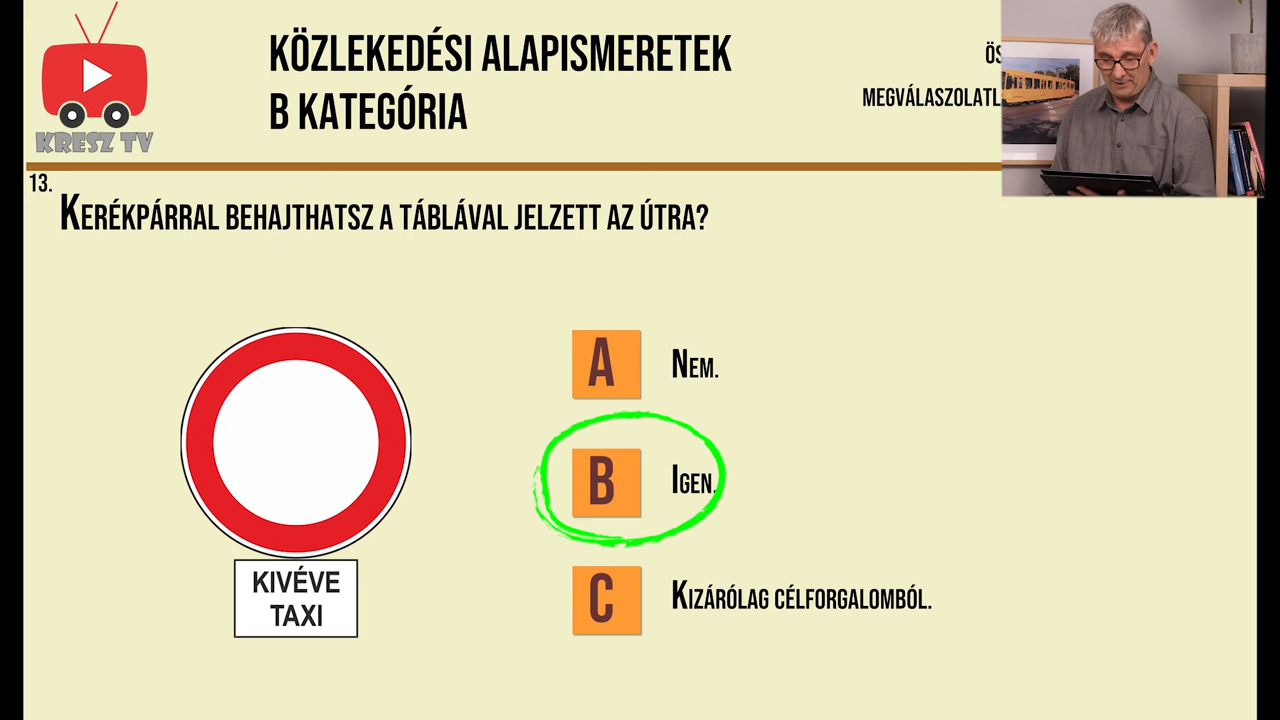 KRESZ TV
KÖZLEKEDÉSI ALAPISMERETEK
B KATEGÓRIA
13.
KERÉKPÁRRAL BEHAJTHATSZ A TÁBLÁVAL JELZETT AZ ÚTRA?
KIVÉVE
TAXI
A NEM.
B IGEN.
C KIZÁRÓLAG CÉLFORGALOMBÓL.